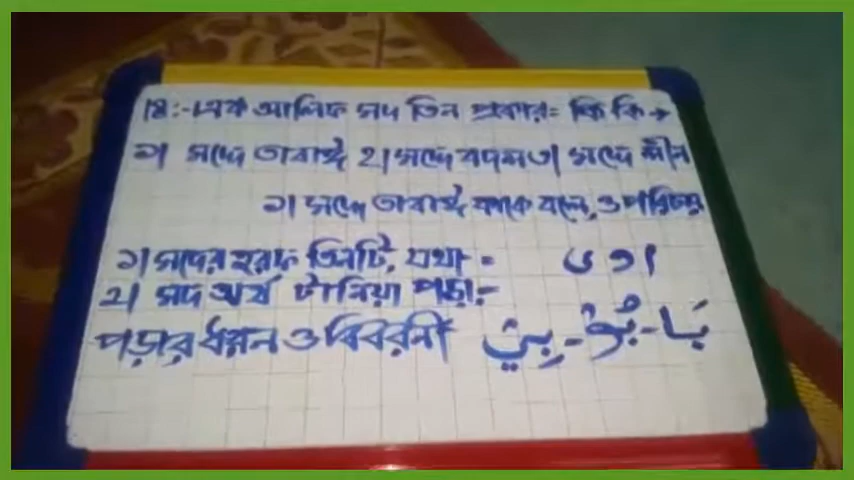 ১৪:- এক আলিফ মদ তিন প্রকার= কি কি →
১| মদ্দে তাবাঈ ২| মদ্দে বদল ৩| মদ্দে লীন
১| মদ্দে তাবাঈ কাকে বলে, ও পরিচয়
১| মদের হরফ তিনটি, যথা = ا و ى
২| মদ অর্থ টানিয়া পড়া:-
পড়ার ধরন ও বিবরনী بَا - بُوْ - بِيْ